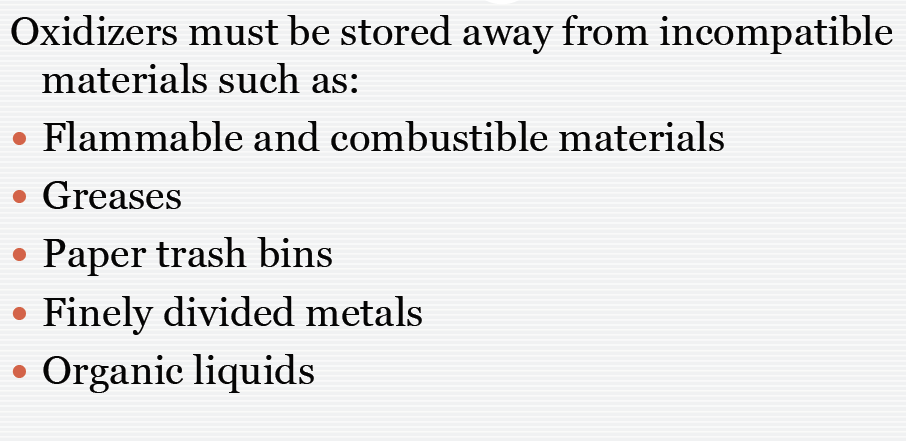 Oxidizers must be stored away from incompatible
materials such as:
• Flammable and combustible materials
• Greases
• Paper trash bins
• Finely divided metals
• Organic liquids